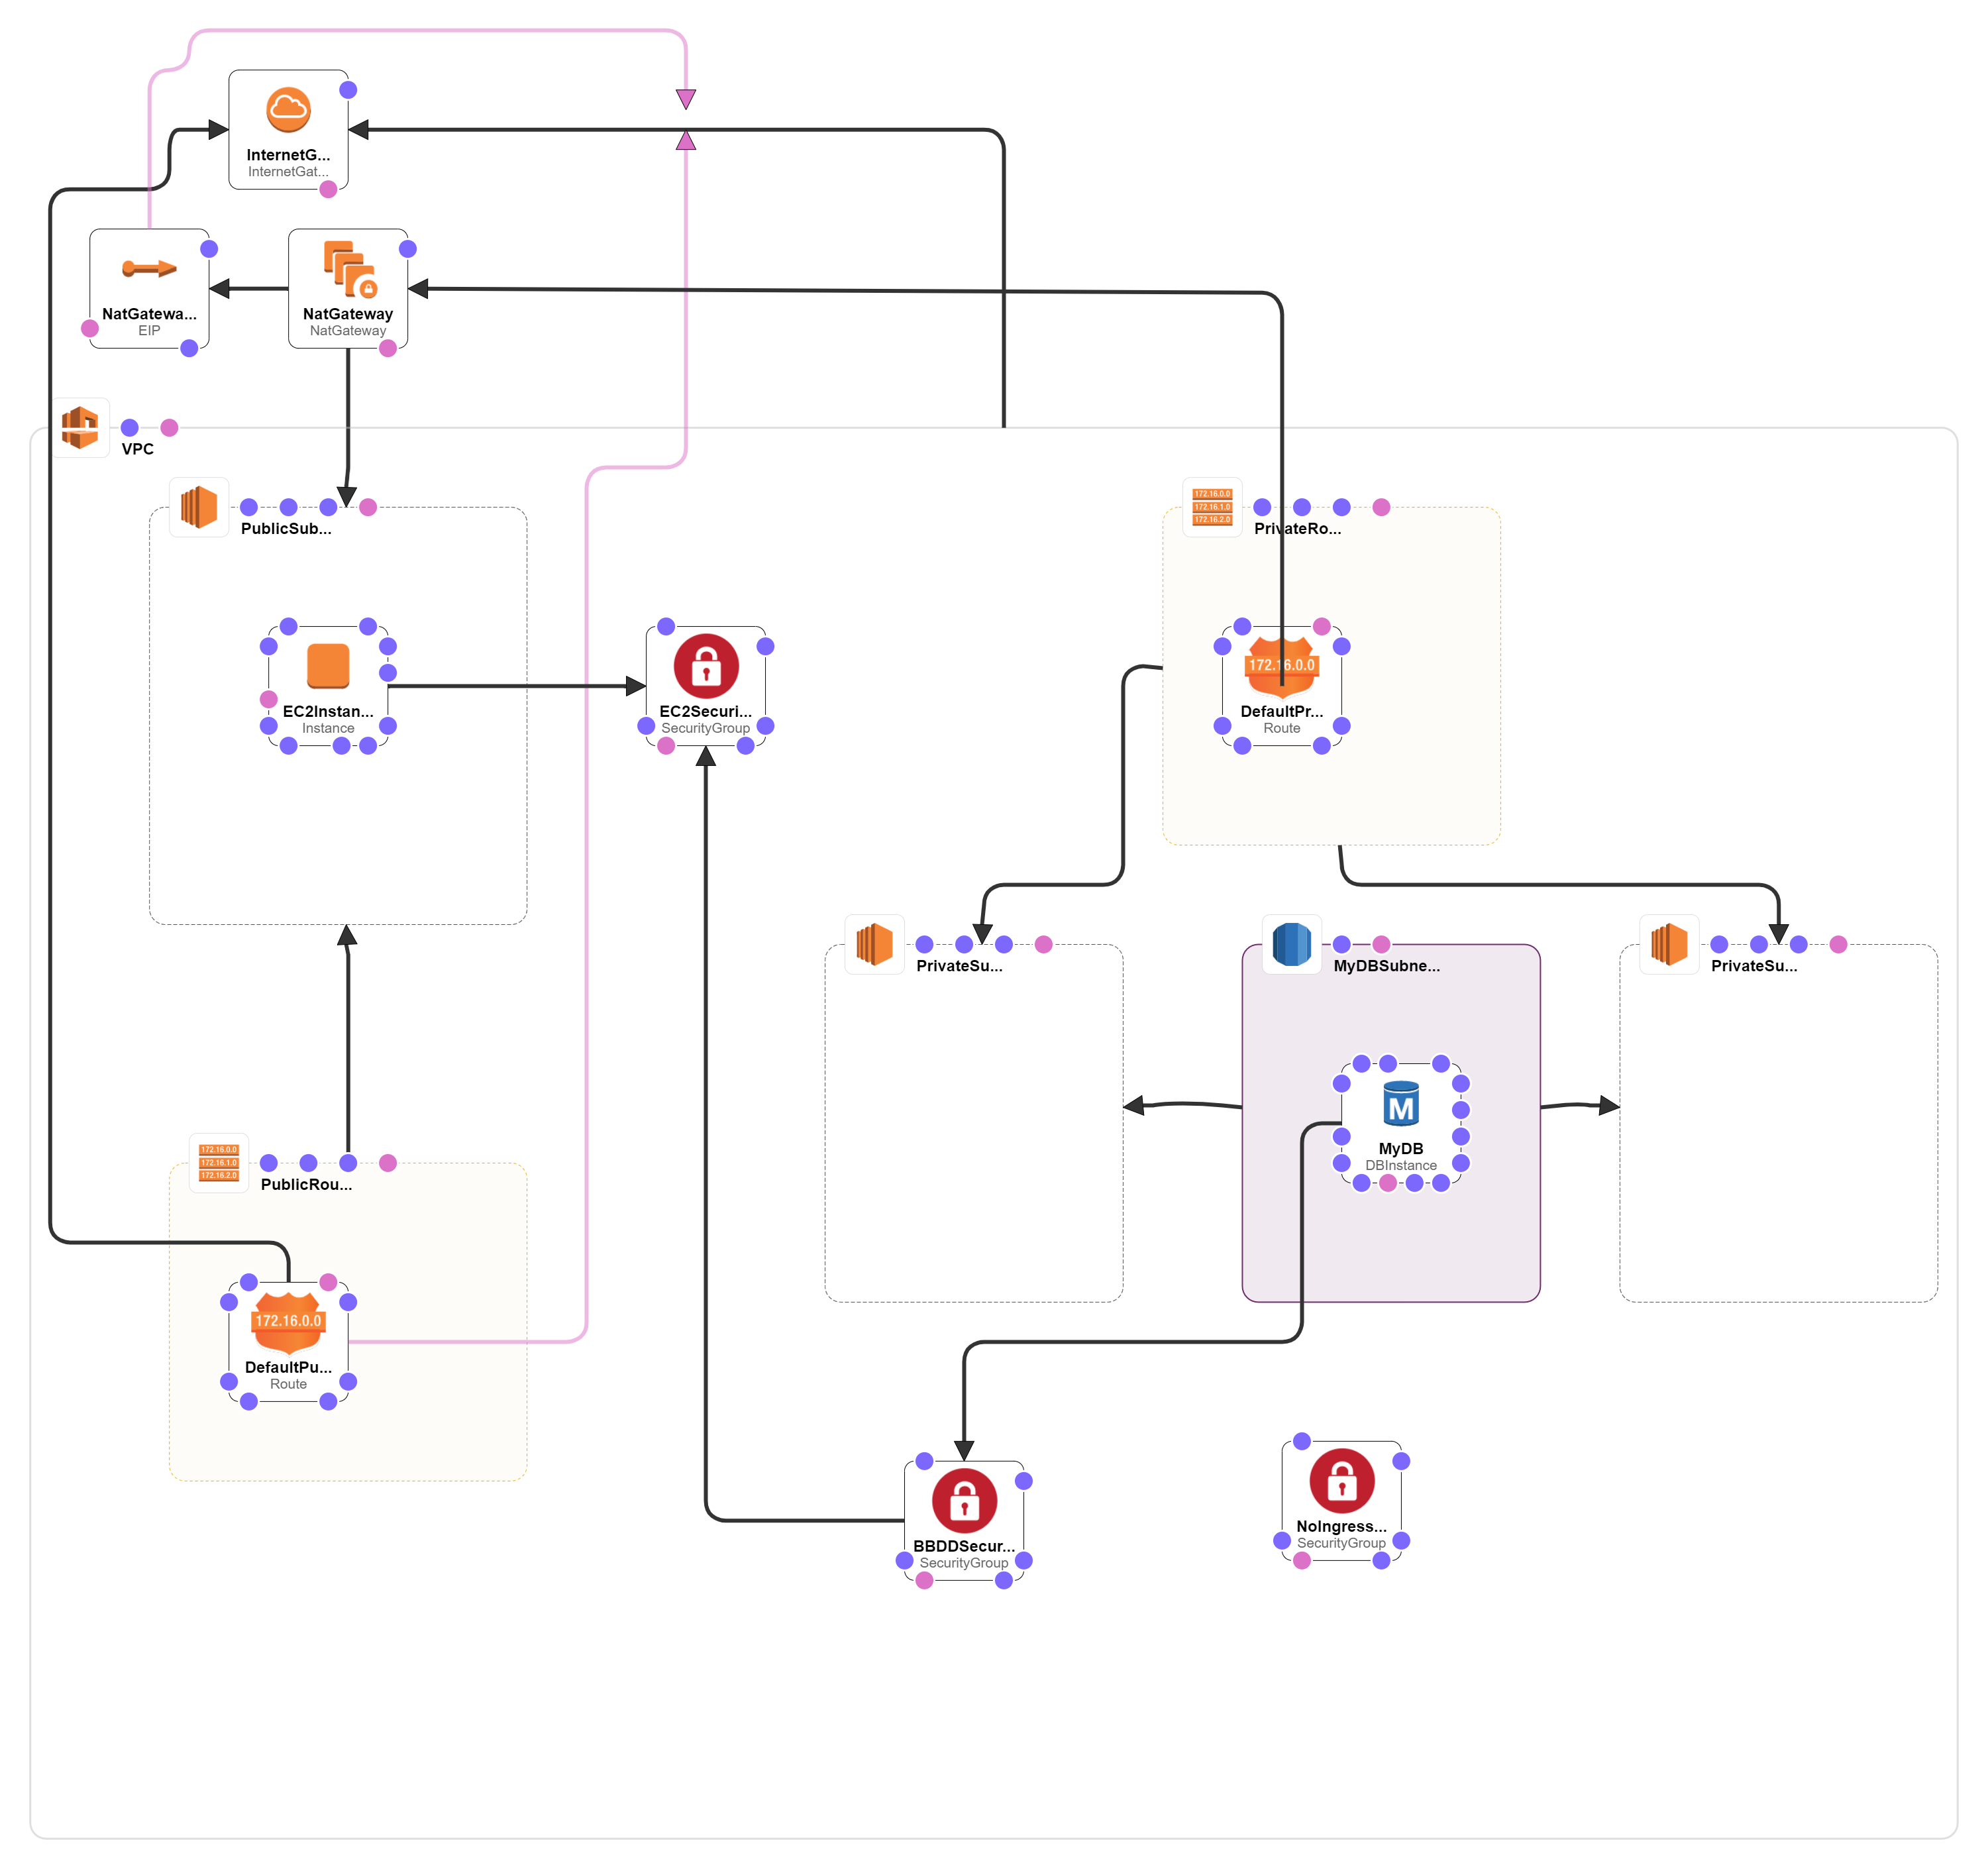 InternetG...
InternetGat...
NatGatewa...
EIP
NatGateway
NatGateway
VPC
PublicSub...
172.16.0.0
172.16.1.0
172.16.2.0
PrivateRo...
EC2Instan...
Instance
EC2Securi...
SecurityGroup
172.16.0.0
DefaultPr...
Route
PrivateSu...
MyDBSubne...
PrivateSu...
M
MyDB
DBInstance
172.16.0.0
172.16.1.0
172.16.2.0
PublicRou...
172.16.0.0
DefaultPu...
Route
BBDDSecur...
SecurityGroup
NoIngress...
SecurityGroup